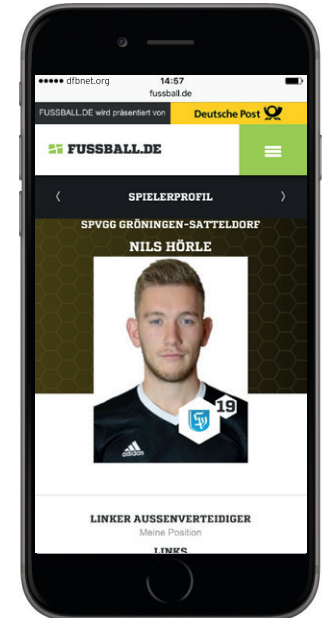 dfbnet.org 14:57
fussball.de
FUSSBALL.DE wird präsentiert von Deutsche Post
FUSSBALL.DE
SPIELERPROFIL
SPVGG GRÖNINGEN-SATTELDORF
NILS HÖRLE
19
adidas
LINKER AUSSENVERTEIDIGER
Meine Position
LINKS